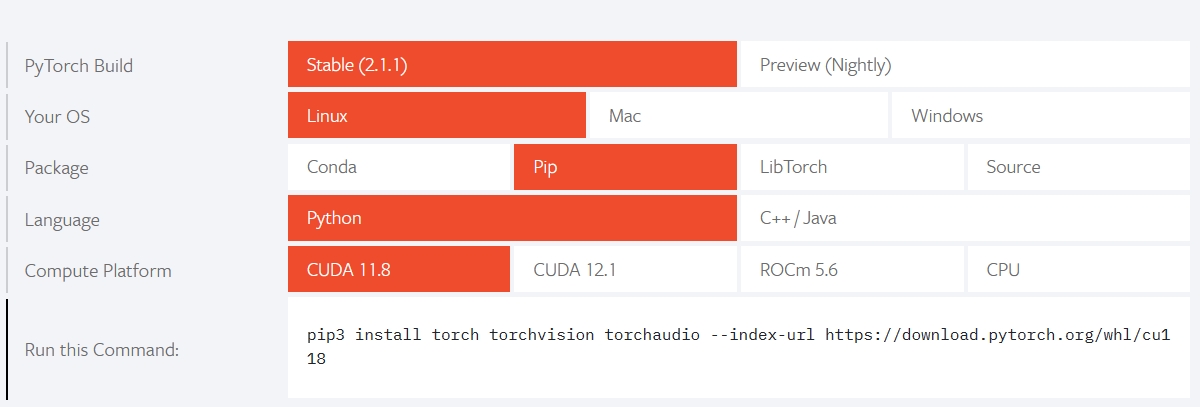 PyTorch Build
Stable (2.1.1)
Preview (Nightly)
Your OS
Linux
Mac
Windows
Package
Conda
Pip
LibTorch
Source
Language
Python
C++ / Java
Compute Platform
CUDA 11.8
CUDA 12.1
ROCm 5.6
CPU
Run this Command:
pip3 install torch torchvision torchaudio --index-url https://download.pytorch.org/whl/cu1
18